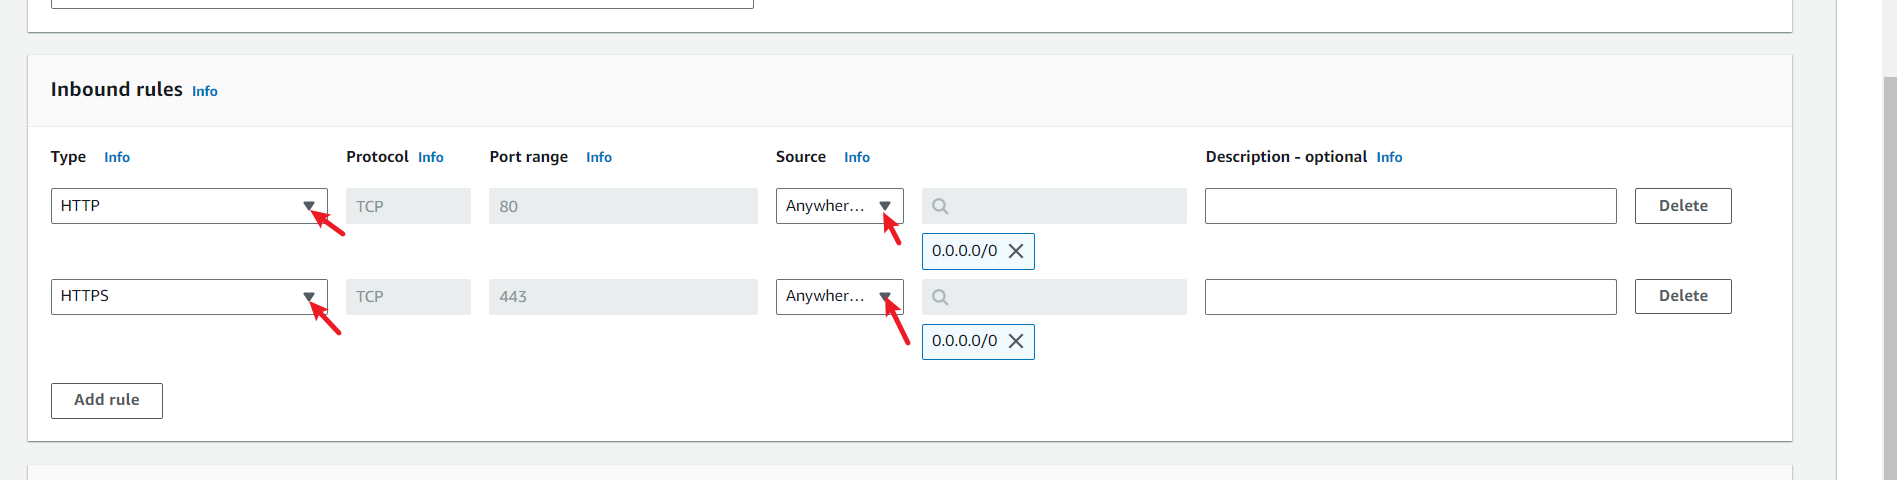 Inbound rules Info
Type Info Protocol Info Port range Info Source Info Description - optional Info
HTTP TCP 80 Anywher... Delete
0.0.0.0/0
HTTPS TCP 443 Anywher... Delete
0.0.0.0/0
Add rule